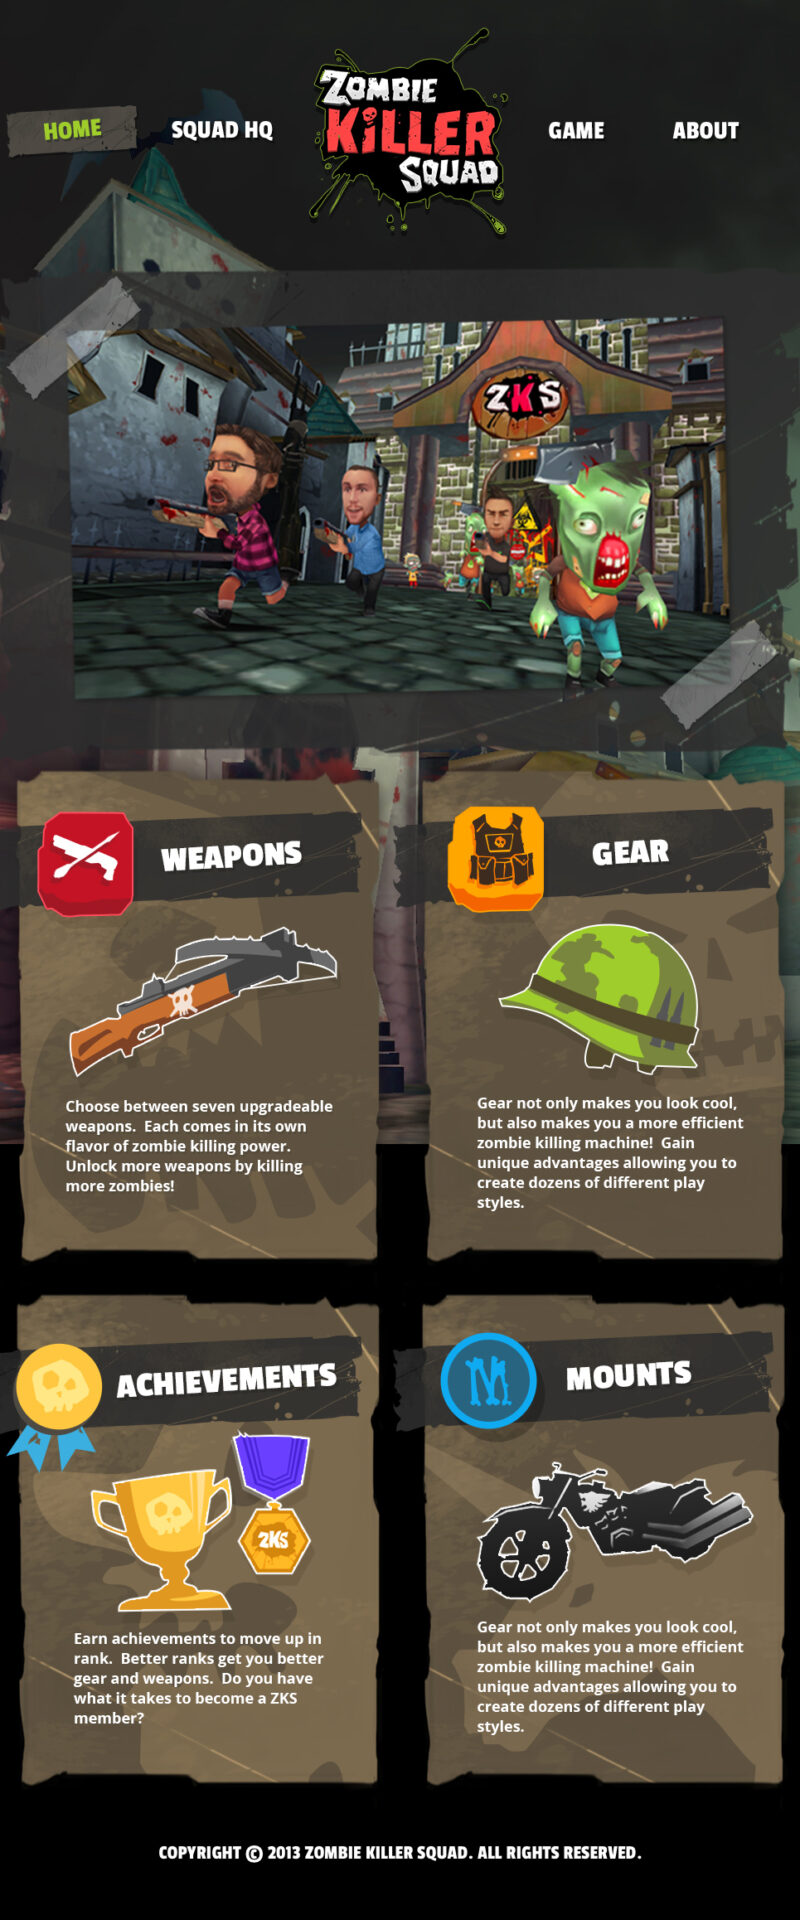 HOME
SQUAD HQ
ZOMBIE
KILLER
SQUAD
GAME
ABOUT
ZKS
WEAPONS
Choose between seven upgradeable
weapons. Each comes in its own
flavor of zombie killing power.
Unlock more weapons by killing
more zombies!
GEAR
Gear not only makes you look cool,
but also makes you a more efficient
zombie killing machine! Gain
unique advantages allowing you to
create dozens of different play
styles.
ACHIEVEMENTS
ZKS
Earn achievements to move up in
rank. Better ranks get you better
gear and weapons. Do you have
what it takes to become a ZKS
member?
M
MOUNTS
Gear not only makes you look cool,
but also makes you a more efficient
zombie killing machine! Gain
unique advantages allowing you to
create dozens of different play
styles.
COPYRIGHT © 2013 ZOMBIE KILLER SQUAD. ALL RIGHTS RESERVED.